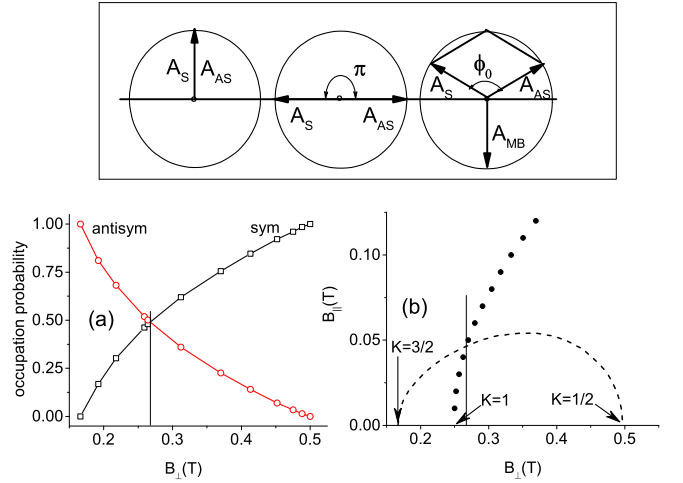 A_S A_AS
π
A_S A_AS
ϕ_0
A_S A_AS
A_MB
antisym sym
(a)
occupation probability
1.00
0.75
0.50
0.25
0.00
0.2 0.3 0.4 0.5
B_⊥(T)
(b)
B_||(T)
0.10
0.05
0.00
K=3/2
K=1
K=1/2
0.2 0.3 0.4 0.5
B_⊥(T)